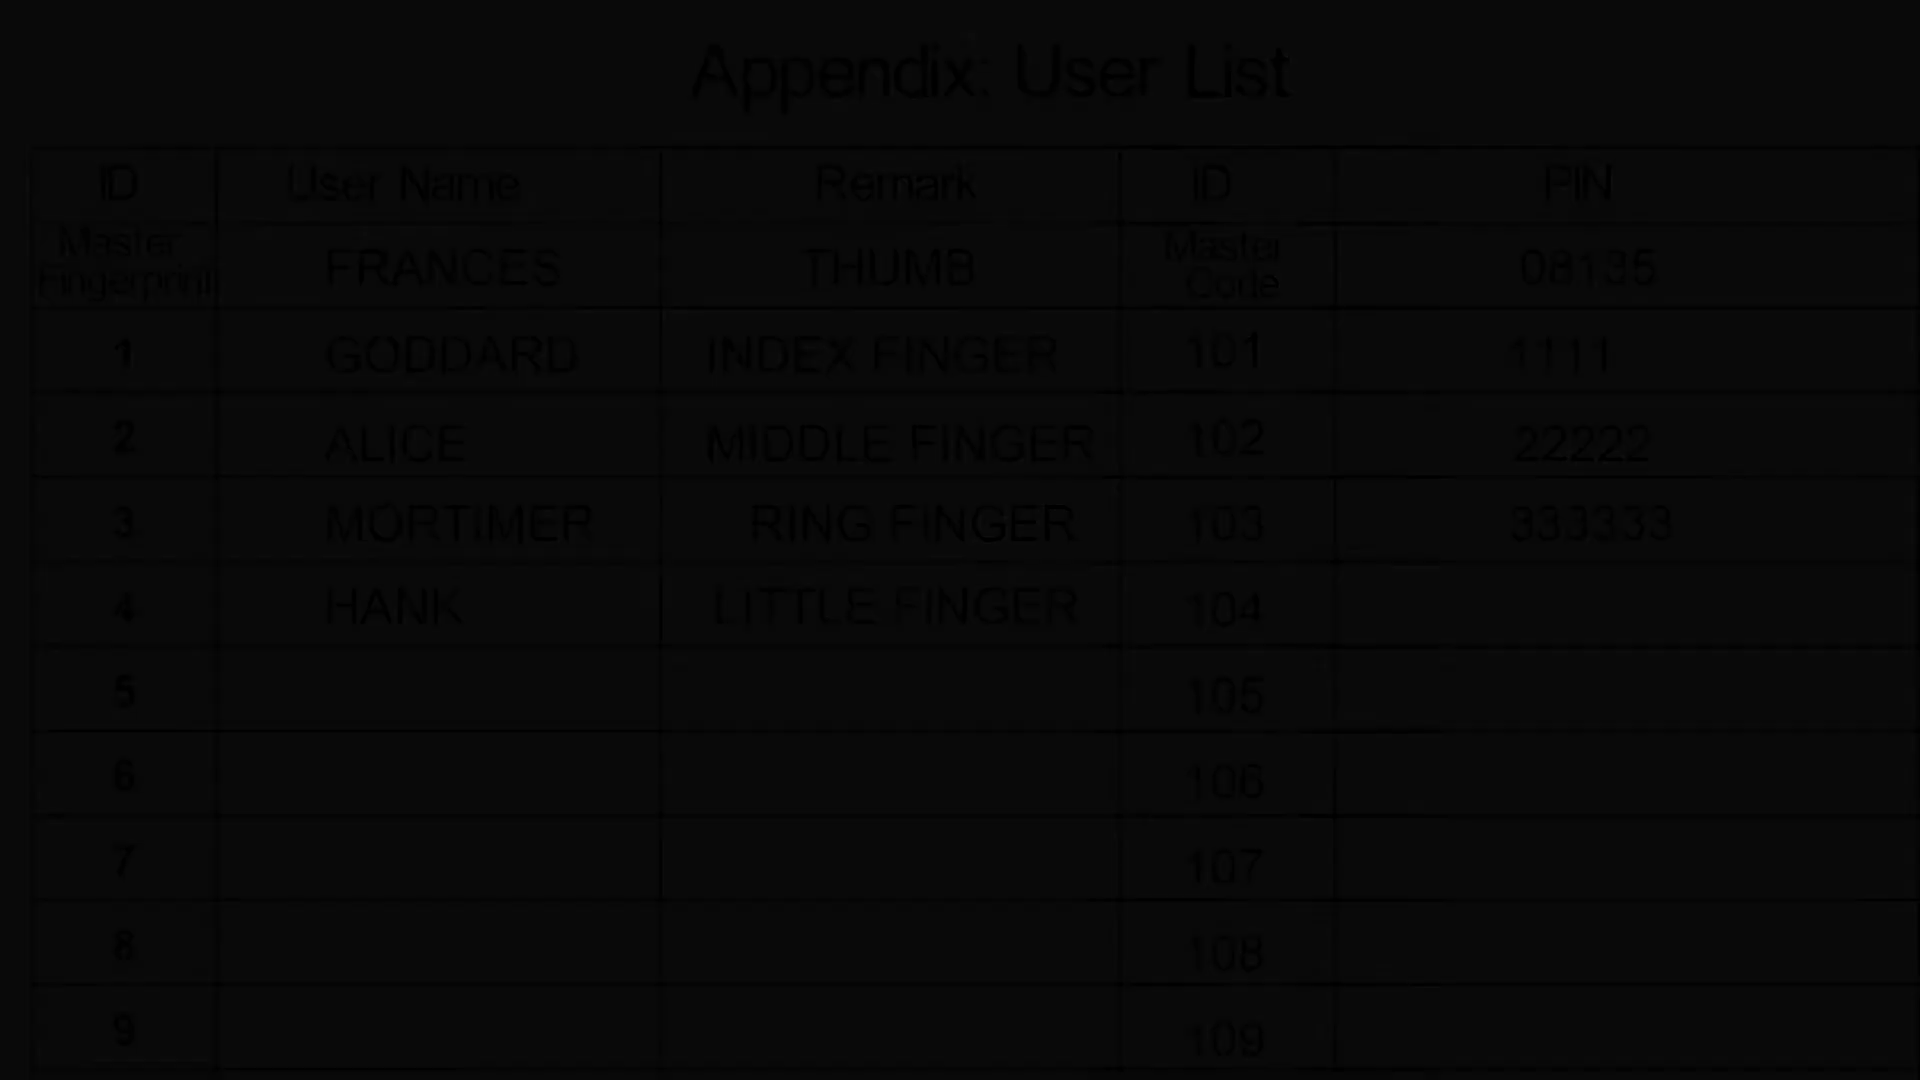 Appendix: User List
ID User Name Remark ID PIN
Master Fingerprint FRANCES THUMB Master Code 08135
1 GODDARD INDEX FINGER 101 1111
2 ALICE MIDDLE FINGER 102 22222
3 MORTIMER RING FINGER 103 333333
4 HANK LITTLE FINGER 104
5 105
6 106
7 107
8 108
9 109